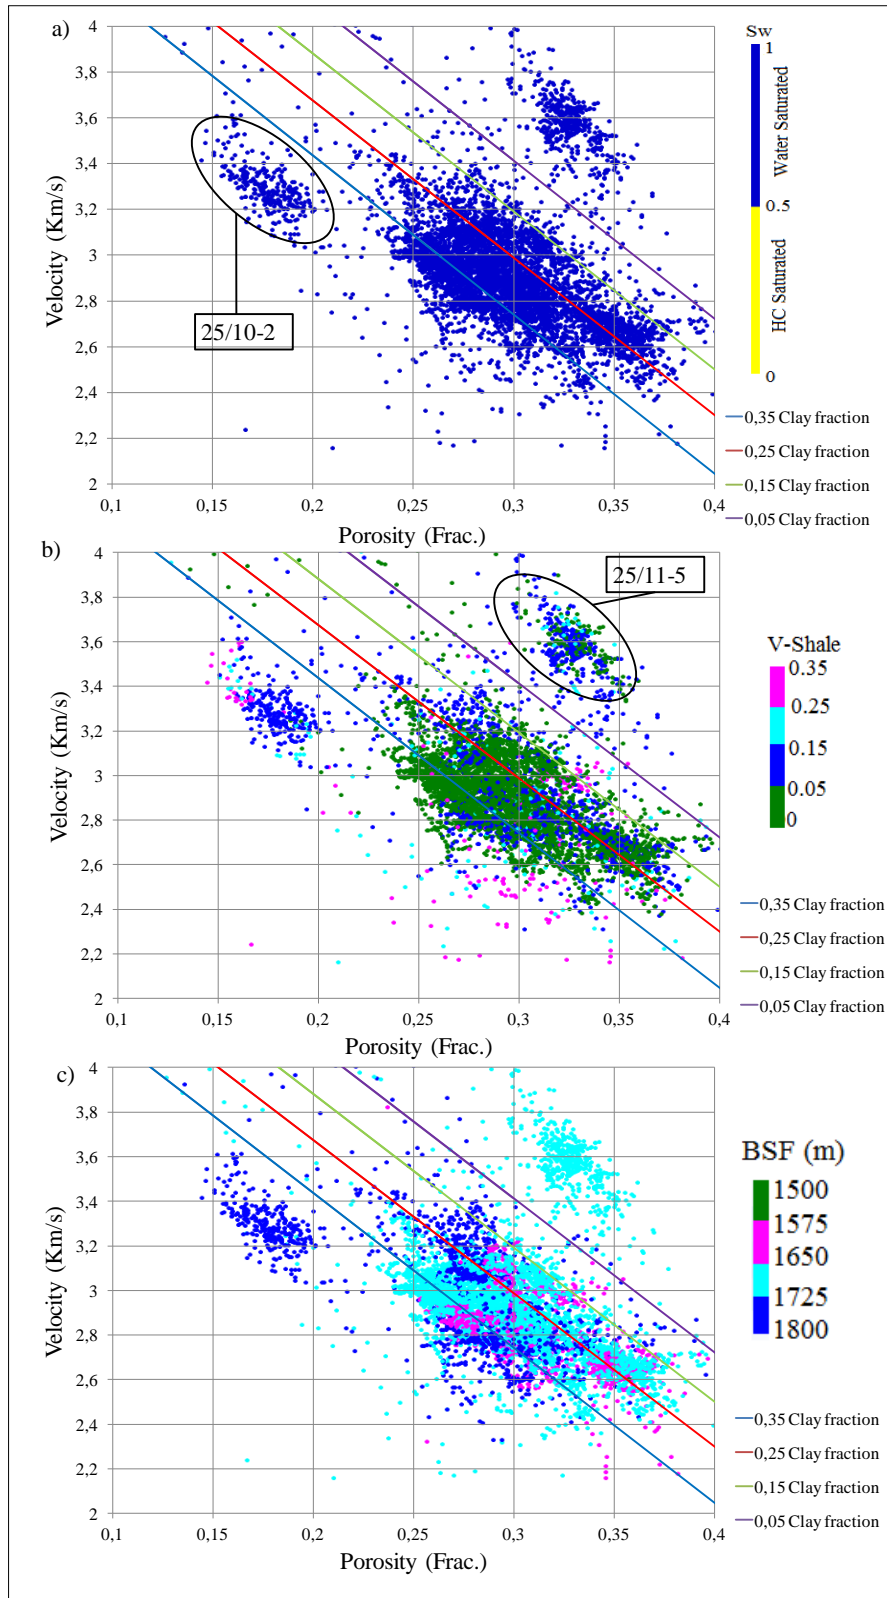 a)
4
3,8
3,6
3,4
3,2
3
2,8
2,6
2,4
2,2
2
Velocity (Km/s)
25/10-2
0,1 0,15 0,2 0,25 0,3 0,35 0,4
Porosity (Frac.)
Sw
1
Water Saturated
0.5
HC Saturated
0
0,35 Clay fraction
0,25 Clay fraction
0,15 Clay fraction
0,05 Clay fraction
b)
4
3,8
3,6
3,4
3,2
3
2,8
2,6
2,4
2,2
2
Velocity (Km/s)
25/11-5
0,1 0,15 0,2 0,25 0,3 0,35 0,4
Porosity (Frac.)
V-Shale
0.35
0.25
0.15
0.05
0
0,35 Clay fraction
0,25 Clay fraction
0,15 Clay fraction
0,05 Clay fraction
c)
4
3,8
3,6
3,4
3,2
3
2,8
2,6
2,4
2,2
2
Velocity (Km/s)
0,1 0,15 0,2 0,25 0,3 0,35 0,4
Porosity (Frac.)
BSF (m)
1500
1575
1650
1725
1800
0,35 Clay fraction
0,25 Clay fraction
0,15 Clay fraction
0,05 Clay fraction